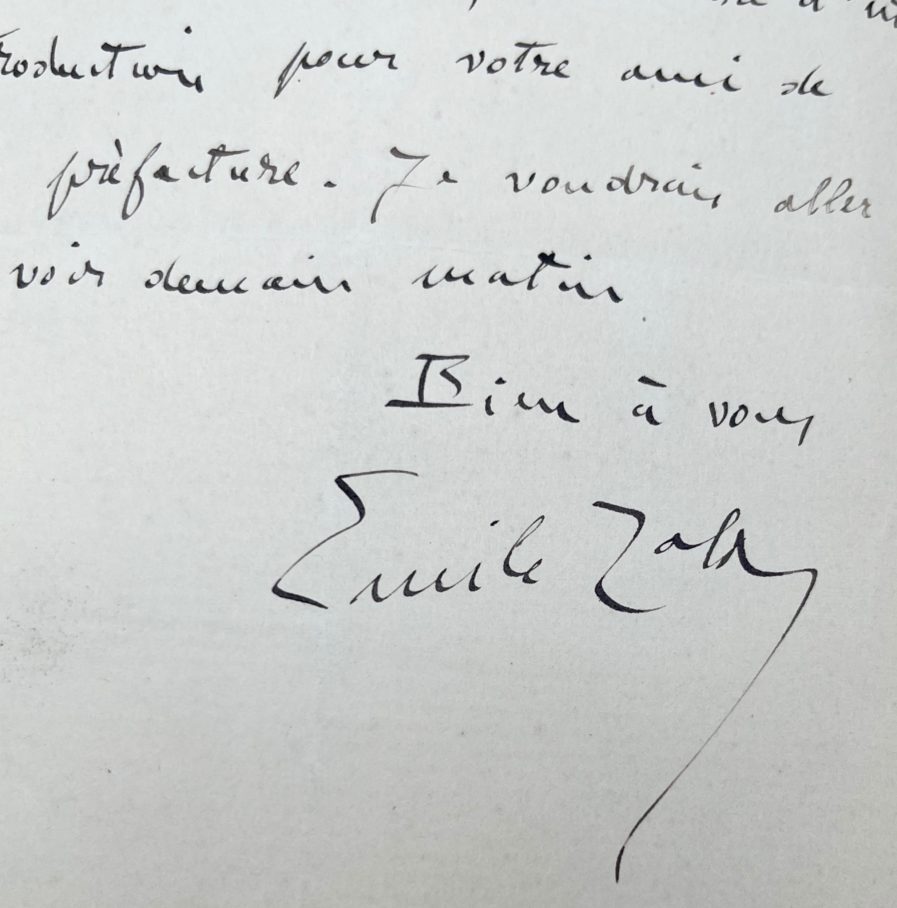 troduction pour votre ami de
préfecture. Je voudrais aller
voir demain matin
Bien à vous
Emile Zola